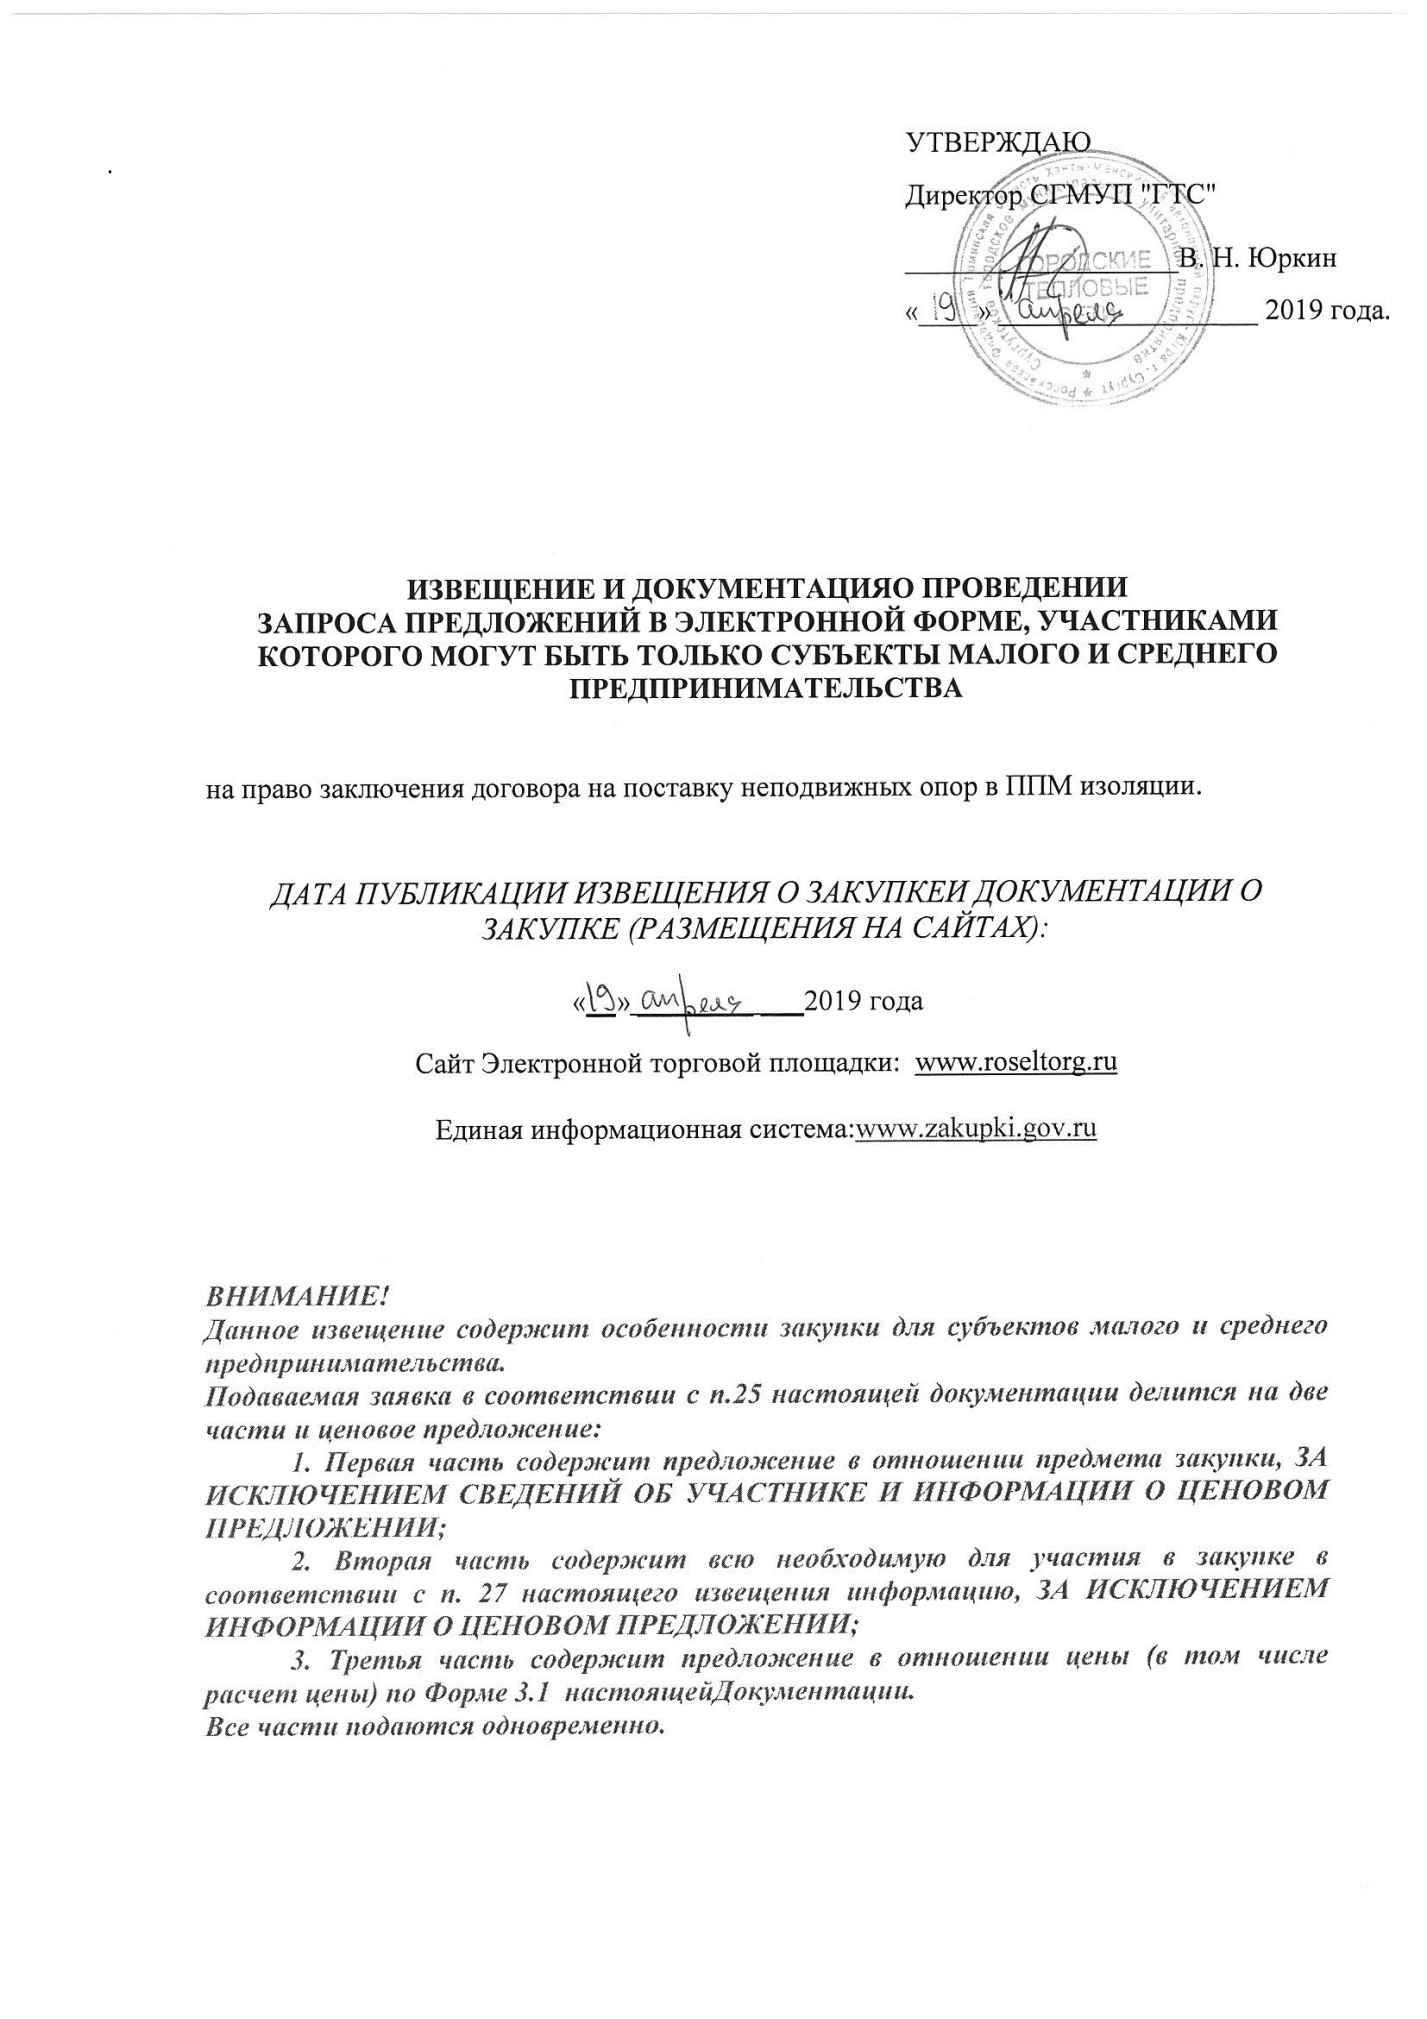 УТВЕРЖДАЮ
Директор СГМУП "ГТС"
В. Н. Юркин
« 19 » апреля 2019 года.
ГОРОДСКИЕ
ТЕПЛОВЫЕ
ИЗВЕЩЕНИЕ И ДОКУМЕНТАЦИЯО ПРОВЕДЕНИИ
ЗАПРОСА ПРЕДЛОЖЕНИЙ В ЭЛЕКТРОННОЙ ФОРМЕ, УЧАСТНИКАМИ
КОТОРОГО МОГУТ БЫТЬ ТОЛЬКО СУБЪЕКТЫ МАЛОГО И СРЕДНЕГО
ПРЕДПРИНИМАТЕЛЬСТВА
на право заключения договора на поставку неподвижных опор в ППМ изоляции.
ДАТА ПУБЛИКАЦИИ ИЗВЕЩЕНИЯ О ЗАКУПКЕИ ДОКУМЕНТАЦИИ О
ЗАКУПКЕ (РАЗМЕЩЕНИЯ НА САЙТАХ):
«19» апреля 2019 года
Сайт Электронной торговой площадки: www.roseltorg.ru
Единая информационная система:www.zakupki.gov.ru
ВНИМАНИЕ!
Данное извещение содержит особенности закупки для субъектов малого и среднего
предпринимательства.
Подаваемая заявка в соответствии с п.25 настоящей документации делится на две
части и ценовое предложение:
1. Первая часть содержит предложение в отношении предмета закупки, ЗА
ИСКЛЮЧЕНИЕМ СВЕДЕНИЙ ОБ УЧАСТНИКЕ И ИНФОРМАЦИИ О ЦЕНОВОМ
ПРЕДЛОЖЕНИИ;
2. Вторая часть содержит всю необходимую для участия в закупке в
соответствии с п. 27 настоящего извещения информацию, ЗА ИСКЛЮЧЕНИЕМ
ИНФОРМАЦИИ О ЦЕНОВОМ ПРЕДЛОЖЕНИИ;
3. Третья часть содержит предложение в отношении цены (в том числе
расчет цены) по Форме 3.1 настоящейДокументации.
Все части подаются одновременно.